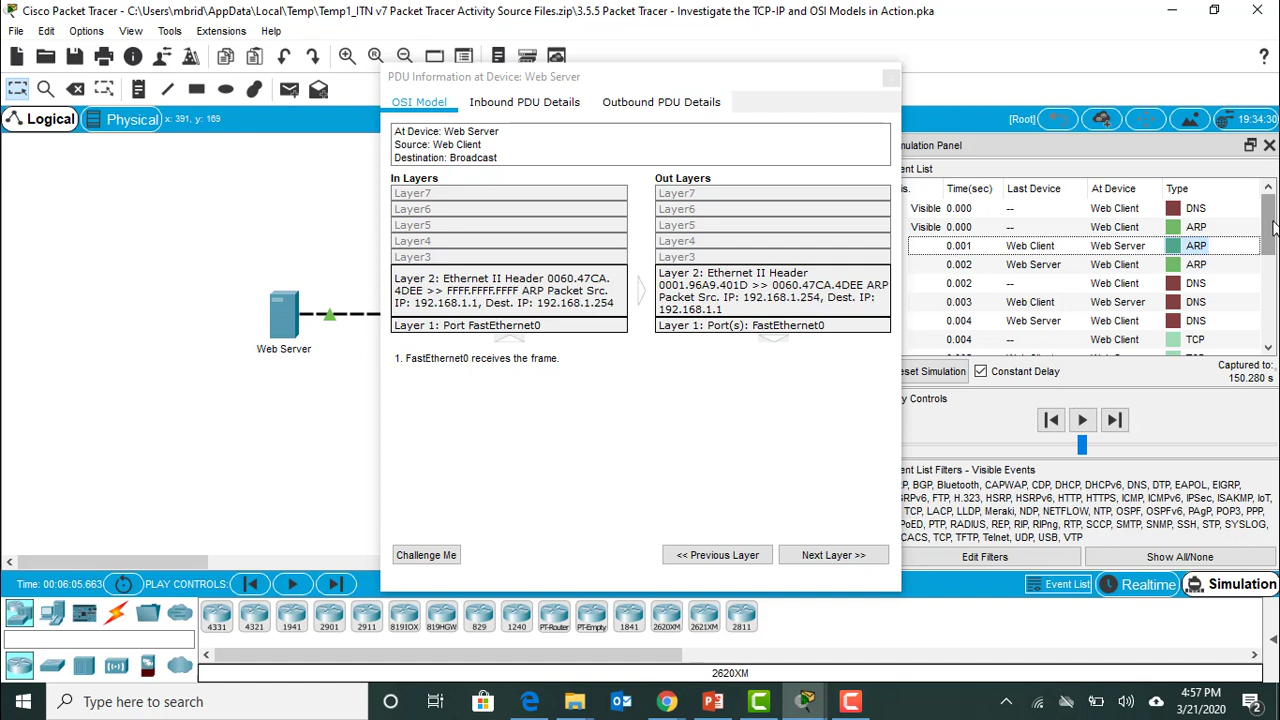 Cisco Packet Tracer - C:\Users\mbrid\AppData\Local\Temp\Temp1_ITN v7 Packet Tracer Activity Source Files.zip\3.5.5 Packet Tracer - Investigate the TCP-IP and OSI Models in Action.pka
File Edit Options View Tools Extensions Help
PDU Information at Device: Web Server
OSI Model Inbound PDU Details Outbound PDU Details
Logical Physical x: 391, y: 169
[Root] 19:34:30
At Device: Web Server
Source: Web Client
Destination: Broadcast
In Layers
Layer7
Layer6
Layer5
Layer4
Layer3
Layer 2: Ethernet II Header 0060.47CA.
4DEE >> FFFF.FFFF.FFFF ARP Packet Src.
IP: 192.168.1.1, Dest. IP: 192.168.1.254
Layer 1: Port FastEthernet0
Out Layers
Layer7
Layer6
Layer5
Layer4
Layer3
Layer 2: Ethernet II Header
0001.96A9.401D >> 0060.47CA.4DEE ARP
Packet Src. IP: 192.168.1.254, Dest. IP:
192.168.1.1
Layer 1: Port(s): FastEthernet0
1. FastEthernet0 receives the frame.
Challenge Me << Previous Layer Next Layer >>
Web Server
imulation Panel
ent List
is. Time(sec) Last Device At Device Type
Visible 0.000 -- Web Client DNS
Visible 0.000 -- Web Client ARP
0.001 Web Client Web Server ARP
0.002 Web Server Web Client ARP
0.002 -- Web Client DNS
0.003 Web Client Web Server DNS
0.004 Web Server Web Client DNS
0.004 -- Web Client TCP
eset Simulation Constant Delay Captured to:
150.280 s
y Controls
ent List Filters - Visible Events
P, BGP, Bluetooth, CAPWAP, CDP, DHCP, DHCPv6, DNS, DTP, EAPOL, EIGRP,
GRPv6, FTP, H.323, HSRP, HSRPv6, HTTP, HTTPS, ICMP, ICMPv6, IPSec, ISAKMP, IoT,
TCP, LACP, LLDP, Meraki, NDP, NETFLOW, NTP, OSPF, OSPFv6, PAgP, POP3, PPP,
PoED, PTP, RADIUS, REP, RIP, RIPng, RTP, SCCP, SMTP, SNMP, SSH, STP, SYSLOG,
CACS, TCP, TFTP, Telnet, UDP, USB, VTP
Edit Filters Show All/None
Time: 00:06:05.663 PLAY CONTROLS: Event List Realtime Simulation
4331 4321 1941 2901 2911 819IOX 819HGW 829 1240 PT-Router PT-Empty 1841 2620XM 2621XM 2811
2620XM
Type here to search
4:57 PM
3/21/2020
2